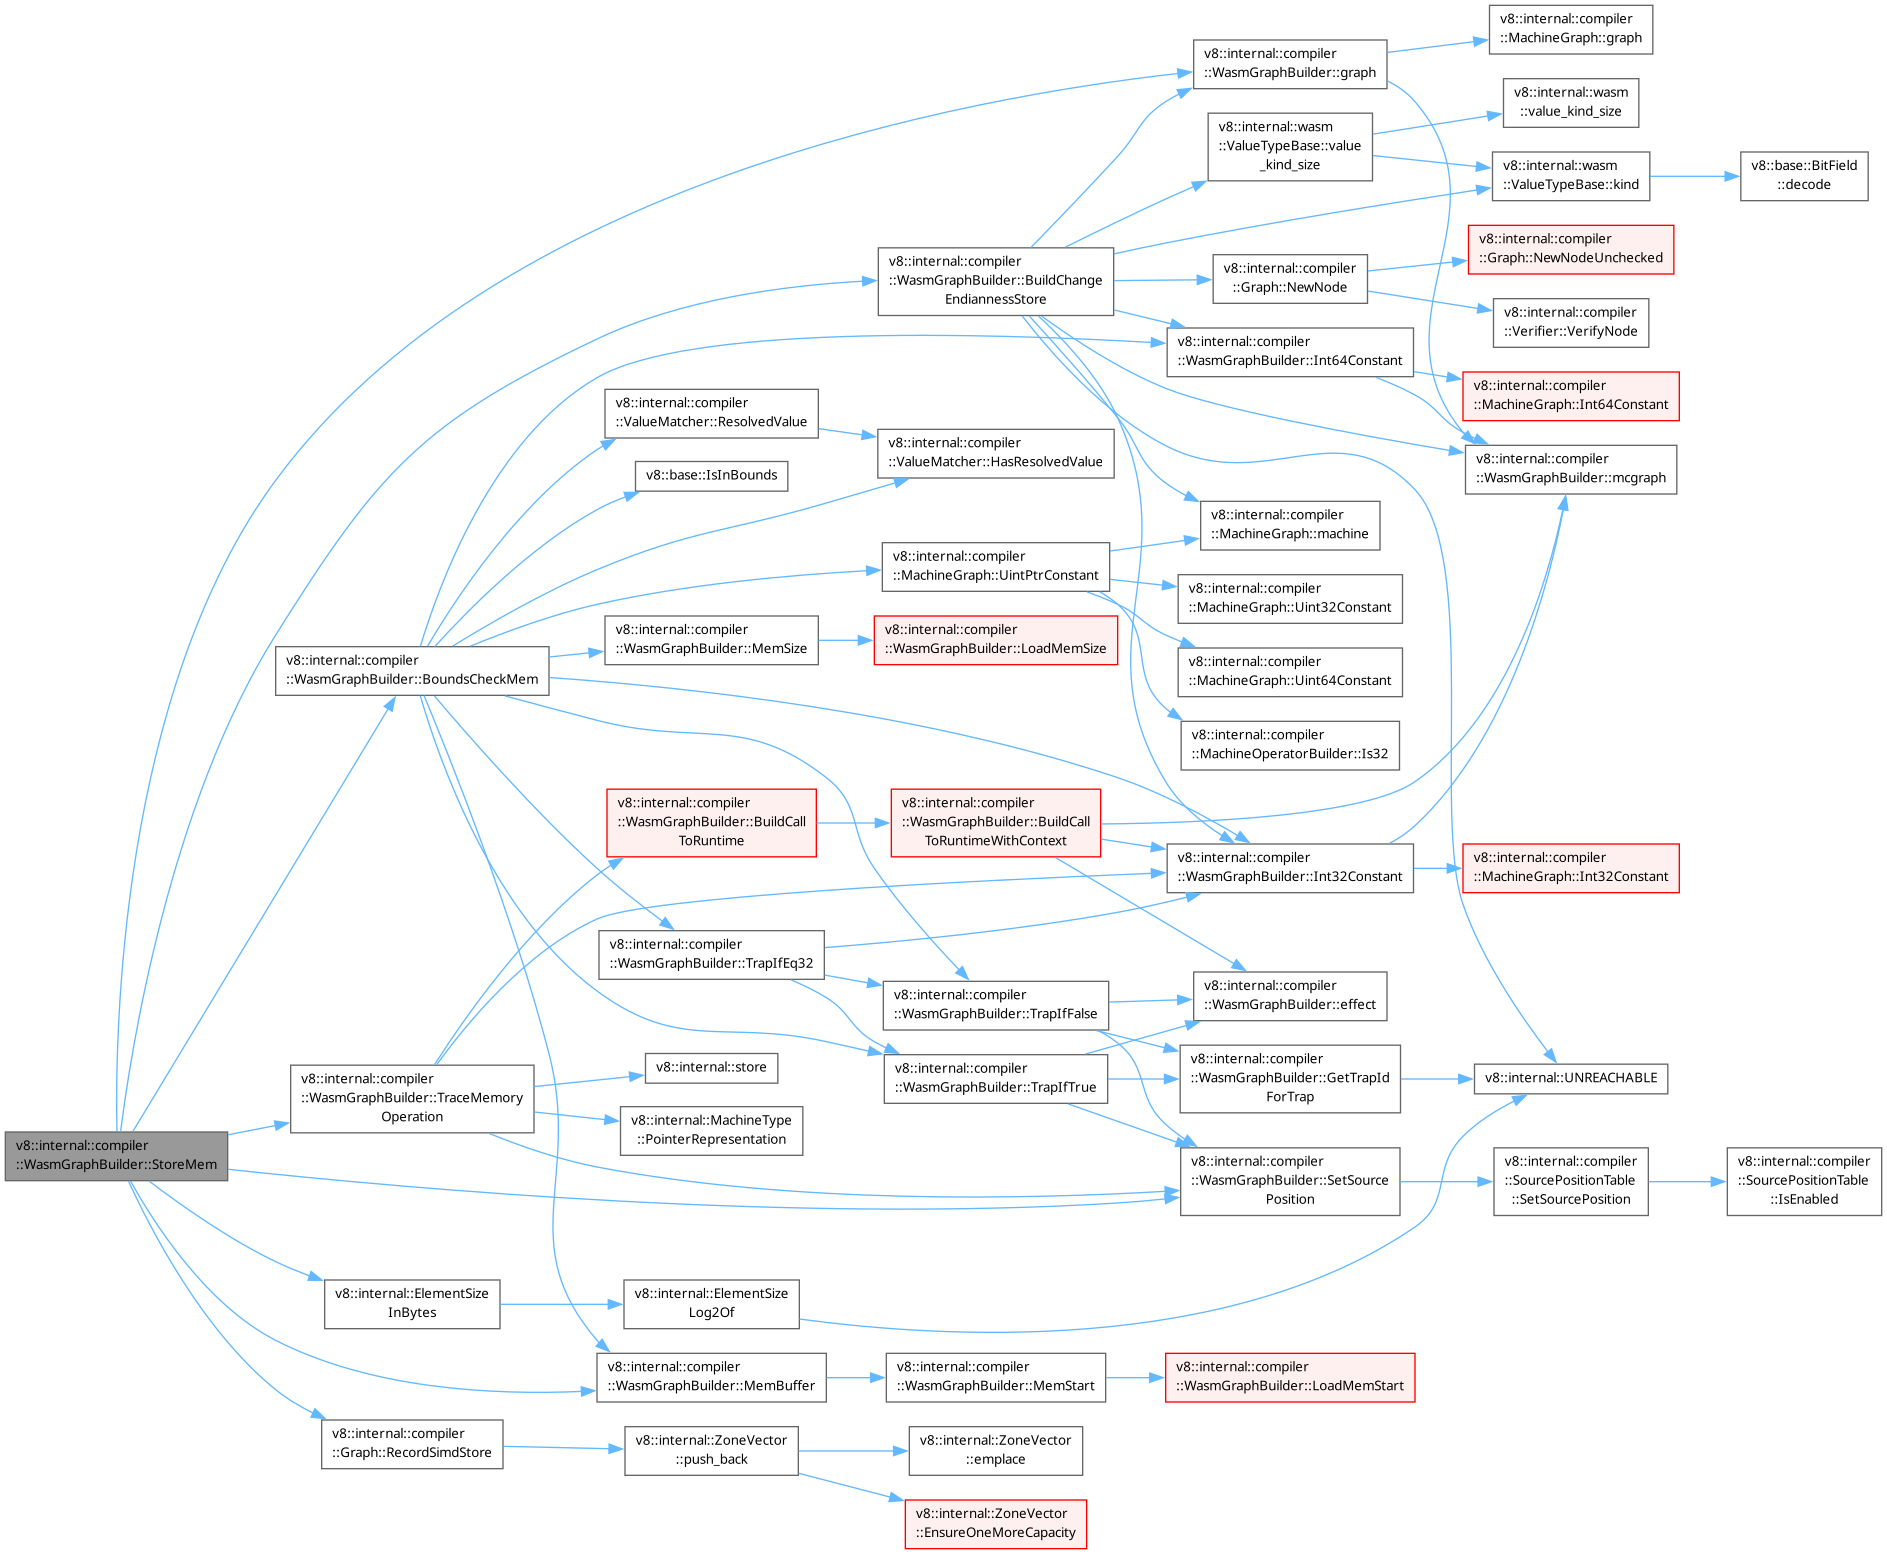 v8::internal::compiler
::WasmGraphBuilder::StoreMem
v8::internal::compiler
::WasmGraphBuilder::BoundsCheckMem
v8::internal::compiler
::WasmGraphBuilder::TraceMemory
Operation
v8::internal::ElementSize
InBytes
v8::internal::compiler
::Graph::RecordSimdStore
v8::internal::compiler
::ValueMatcher::ResolvedValue
v8::base::IsInBounds
v8::internal::compiler
::WasmGraphBuilder::MemSize
v8::internal::compiler
::WasmGraphBuilder::BuildCall
ToRuntime
v8::internal::compiler
::WasmGraphBuilder::TrapIfEq32
v8::internal::store
v8::internal::MachineType
::PointerRepresentation
v8::internal::ElementSize
Log2Of
v8::internal::compiler
::WasmGraphBuilder::MemBuffer
v8::internal::ZoneVector
::push_back
v8::internal::compiler
::WasmGraphBuilder::BuildChange
EndiannessStore
v8::internal::compiler
::ValueMatcher::HasResolvedValue
v8::internal::compiler
::MachineGraph::UintPtrConstant
v8::internal::compiler
::WasmGraphBuilder::LoadMemSize
v8::internal::compiler
::WasmGraphBuilder::BuildCall
ToRuntimeWithContext
v8::internal::compiler
::WasmGraphBuilder::TrapIfFalse
v8::internal::compiler
::WasmGraphBuilder::TrapIfTrue
v8::internal::compiler
::WasmGraphBuilder::MemStart
v8::internal::ZoneVector
::emplace
v8::internal::ZoneVector
::EnsureOneMoreCapacity
v8::internal::compiler
::WasmGraphBuilder::graph
v8::internal::wasm
::ValueTypeBase::value
_kind_size
v8::internal::compiler
::Graph::NewNode
v8::internal::compiler
::WasmGraphBuilder::Int64Constant
v8::internal::compiler
::MachineGraph::machine
v8::internal::compiler
::MachineGraph::Uint32Constant
v8::internal::compiler
::MachineGraph::Uint64Constant
v8::internal::compiler
::MachineOperatorBuilder::Is32
v8::internal::compiler
::WasmGraphBuilder::Int32Constant
v8::internal::compiler
::WasmGraphBuilder::effect
v8::internal::compiler
::WasmGraphBuilder::GetTrapId
ForTrap
v8::internal::compiler
::WasmGraphBuilder::SetSource
Position
v8::internal::compiler
::WasmGraphBuilder::LoadMemStart
v8::internal::compiler
::MachineGraph::graph
v8::internal::wasm
::value_kind_size
v8::internal::wasm
::ValueTypeBase::kind
v8::internal::compiler
::Graph::NewNodeUnchecked
v8::internal::compiler
::Verifier::VerifyNode
v8::internal::compiler
::MachineGraph::Int64Constant
v8::internal::compiler
::WasmGraphBuilder::mcgraph
v8::internal::compiler
::MachineGraph::Int32Constant
v8::internal::UNREACHABLE
v8::internal::compiler
::SourcePositionTable
::SetSourcePosition
v8::base::BitField
::decode
v8::internal::compiler
::SourcePositionTable
::IsEnabled